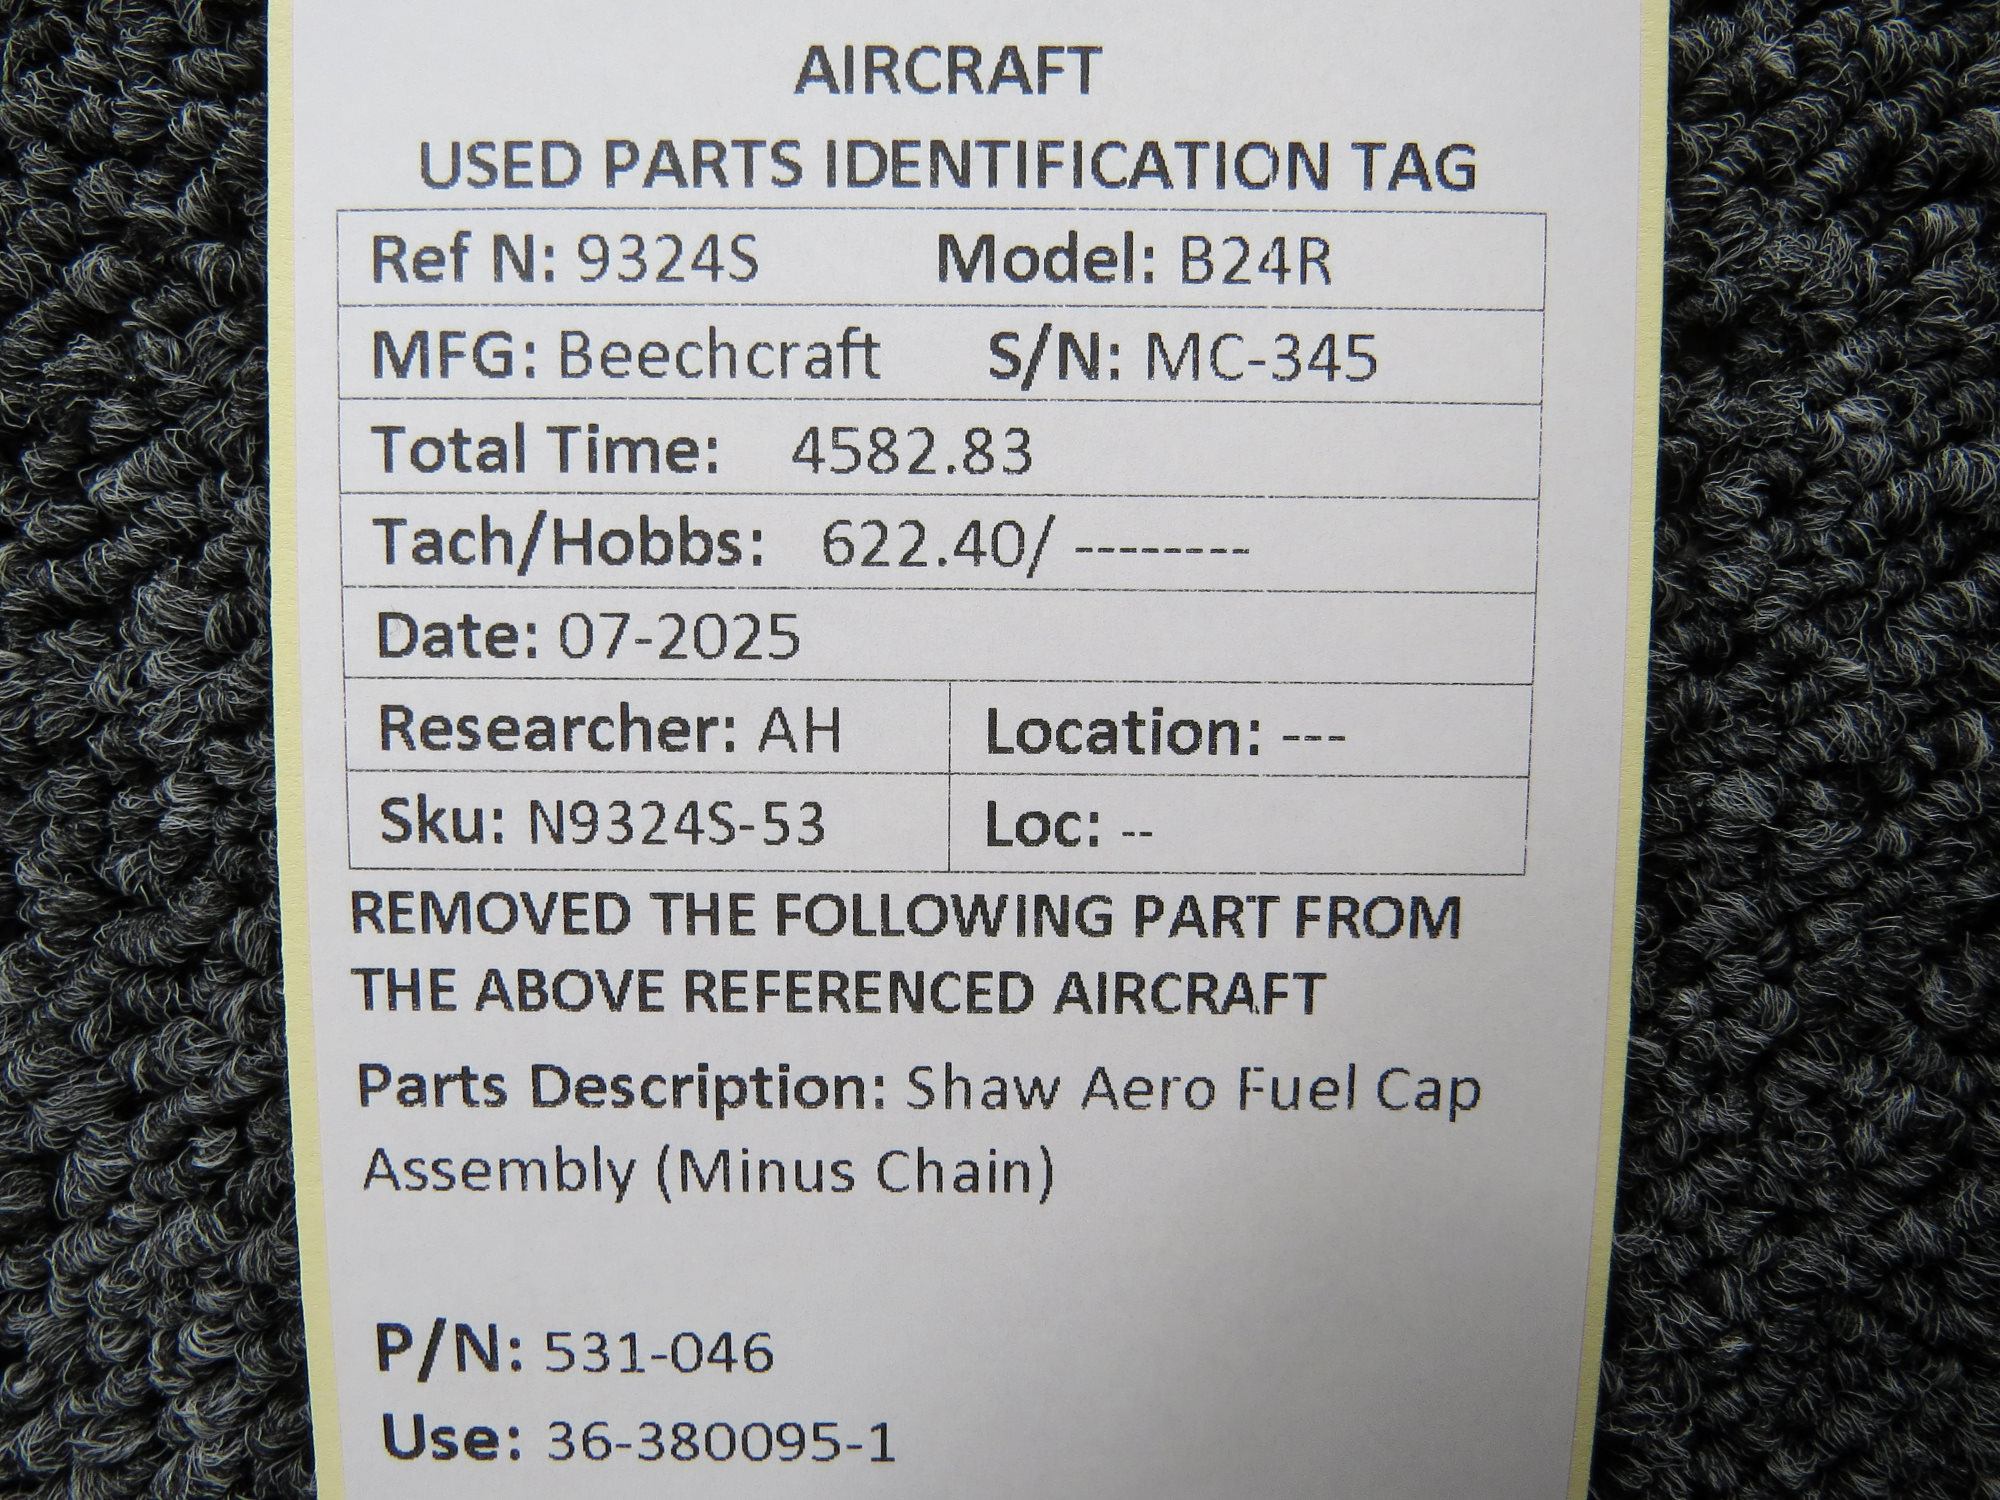 AIRCRAFT
USED PARTS IDENTIFICATION TAG
Ref N: 9324S Model: B24R
MFG: Beechcraft S/N: MC-345
Total Time: 4582.83
Tach/Hobbs: 622.40/ --------
Date: 07-2025
Researcher: AH Location: ---
Sku: N9324S-53 Loc: --
REMOVED THE FOLLOWING PART FROM
THE ABOVE REFERENCED AIRCRAFT
Parts Description: Shaw Aero Fuel Cap
Assembly (Minus Chain)
P/N: 531-046
Use: 36-380095-1